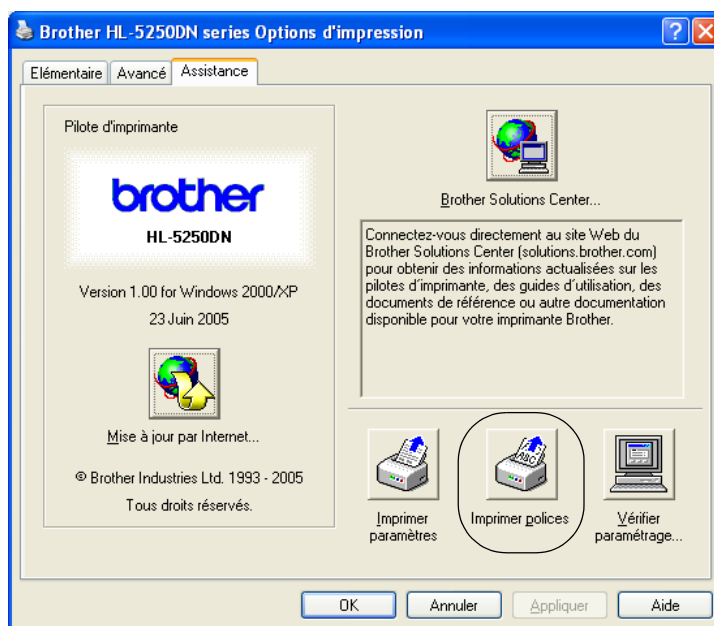 Brother HL-5250DN series Options d'impression
Elémentaire Avancé Assistance
Pilote d'imprimante
brother
HL-5250DN
Version 1.00 for Windows 2000/XP
23 Juin 2005
Mise à jour par Internet...
© Brother Industries Ltd. 1993 - 2005
Tous droits réservés.
Brother Solutions Center...
Connectez-vous directement au site Web du
Brother Solutions Center (solutions.brother.com)
pour obtenir des informations actualisées sur les
pilotes d´imprimante, des guides d´utilisation, des
documents de référence ou autre documentation
disponible pour votre imprimante Brother.
ABC
Imprimer
paramètres
Imprimer polices
Vérifier
paramétrage...
OK Annuler Appliquer Aide